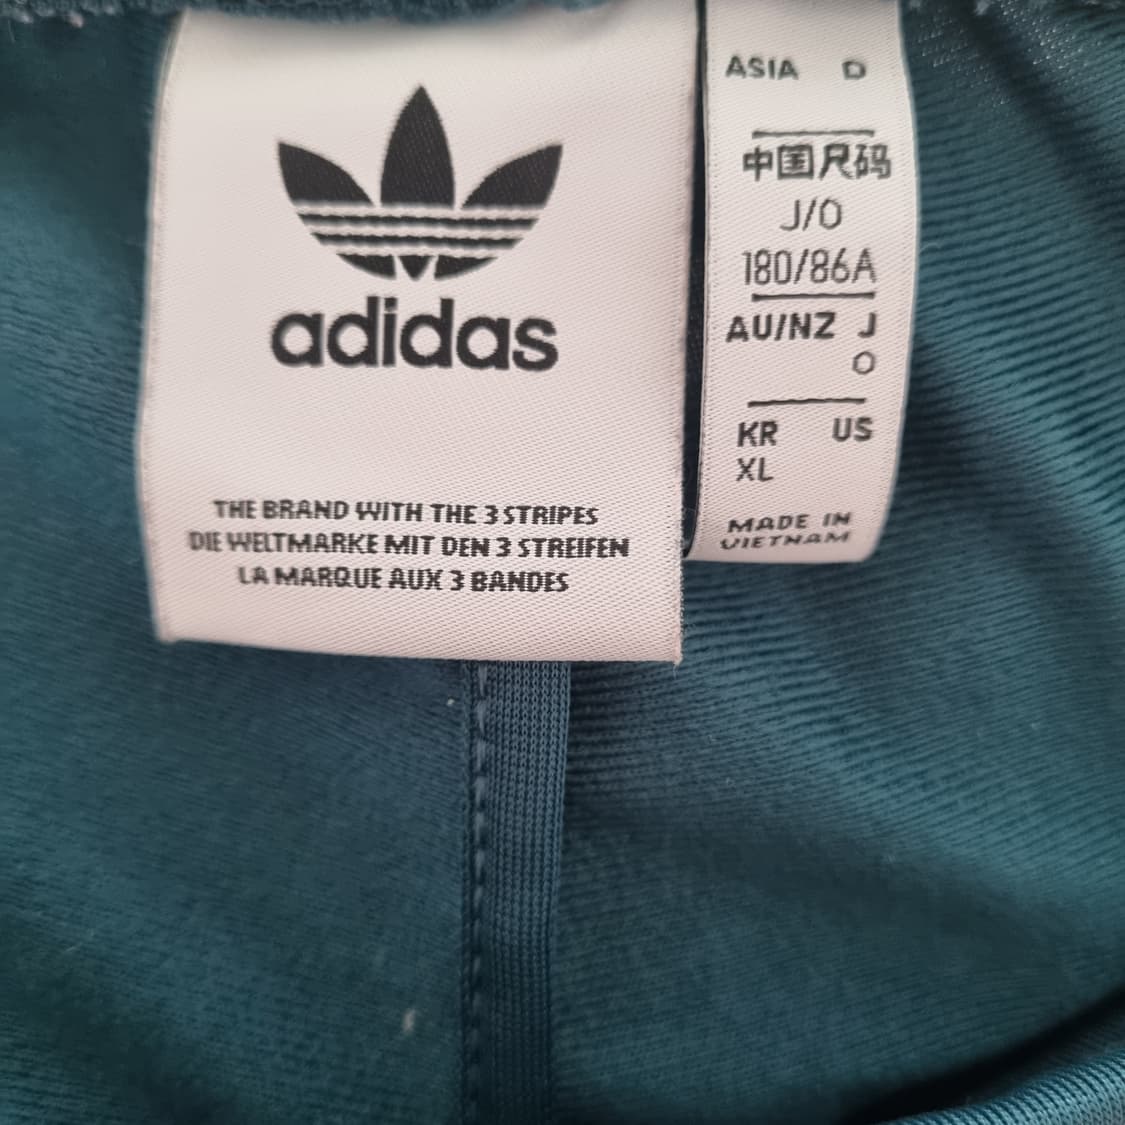 adidas
THE BRAND WITH THE 3 STRIPES
DIE WELTMARKE MIT DEN 3 STREIFEN
LA MARQUE AUX 3 BANDES
ASIA D
中国尺码
J/O
180/86A
AU/NZ J
O
KR US
XL
MADE IN
VIETNAM